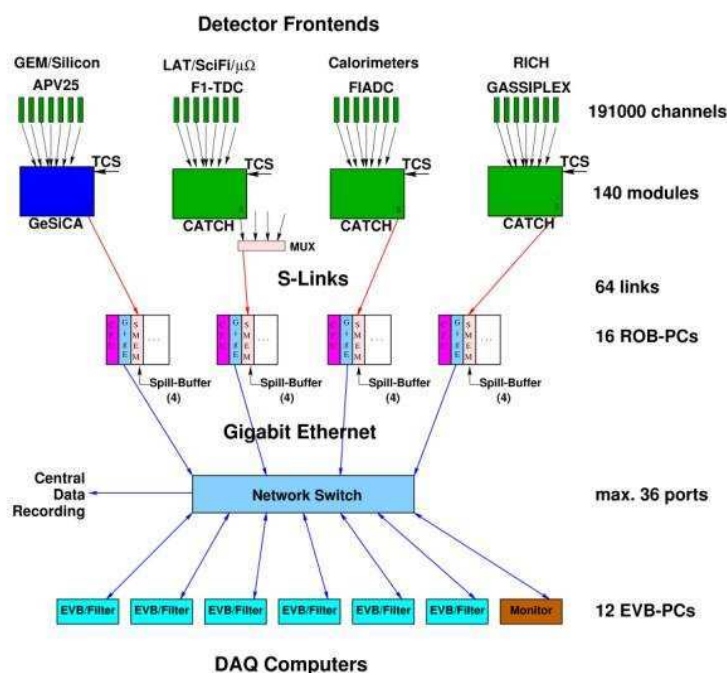 Detector Frontends
GEM/Silicon LAT/SciFi/μΩ Calorimeters RICH
APV25 F1-TDC FIADC GASSIPLEX
191000 channels
TCS TCS TCS TCS
140 modules
GeSiCA CATCH CATCH CATCH
MUX
S-Links
64 links
G S M E M G S M E M G S M E M G S M E M
... ... ... ...
16 ROB-PCs
Spill-Buffer Spill-Buffer Spill-Buffer Spill-Buffer
(4) (4) (4) (4)
Gigabit Ethernet
Central
Data
Recording
Network Switch
max. 36 ports
EVB/Filter EVB/Filter EVB/Filter EVB/Filter EVB/Filter EVB/Filter Monitor
12 EVB-PCs
DAQ Computers